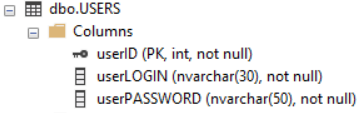 dbo.USERS
Columns
userID (PK, int, not null)
userLOGIN (nvarchar(30), not null)
userPASSWORD (nvarchar(50), not null)